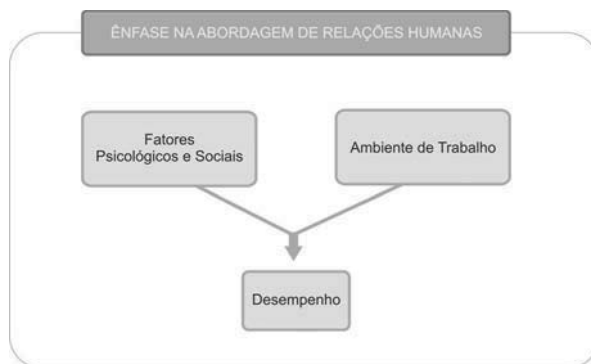 ÊNFASE NA ABORDAGEM DE RELAÇÕES HUMANAS
Fatores
Psicológicos e Sociais
Ambiente de Trabalho
Desempenho